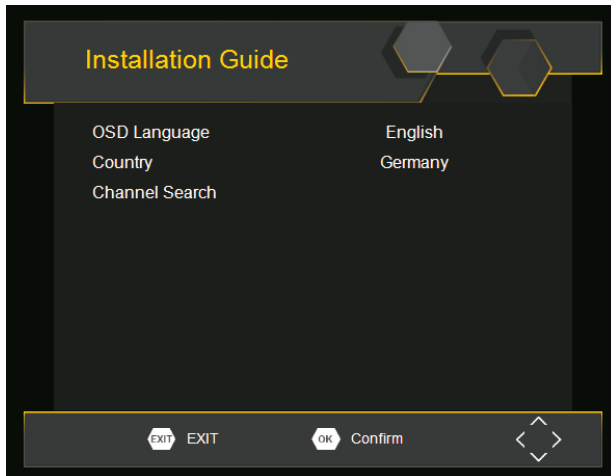 Installation Guide
OSD Language English
Country Germany
Channel Search
EXIT EXIT OK Confirm